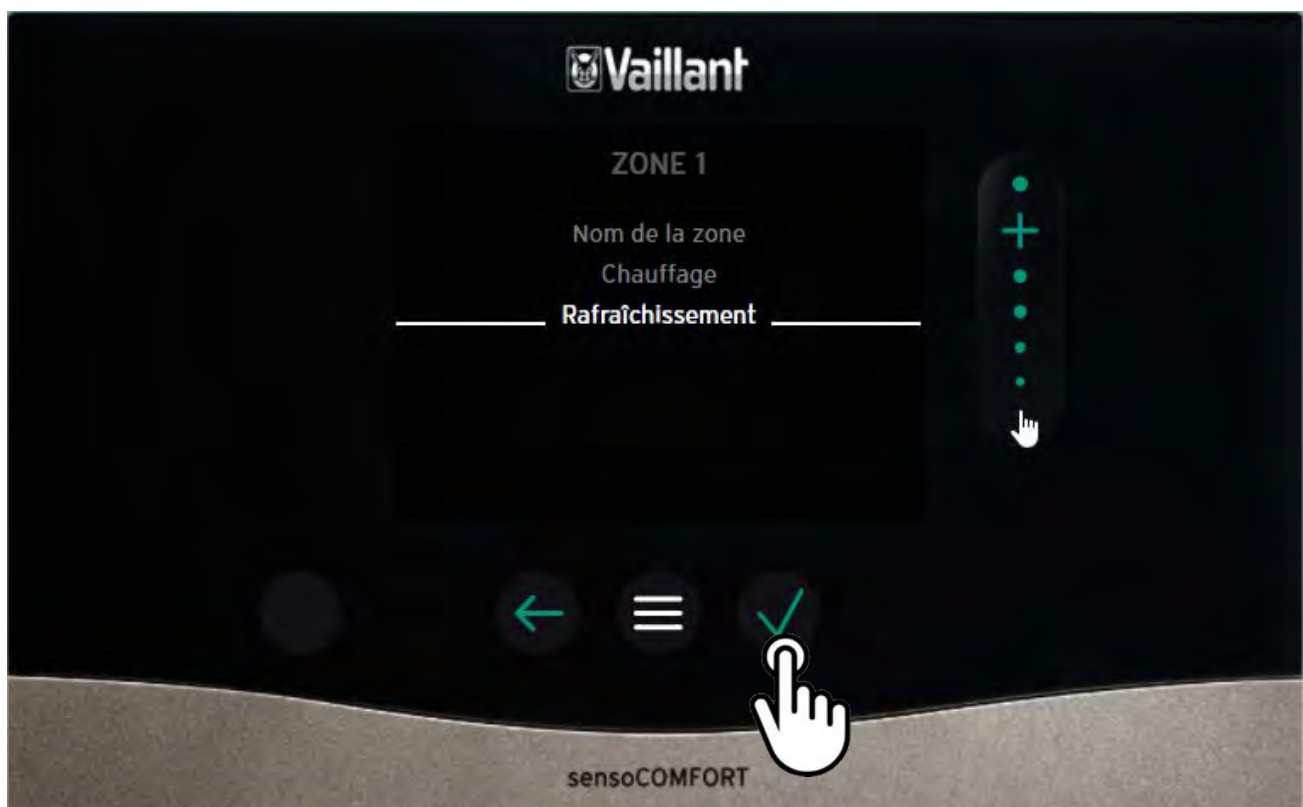 Vaillant
ZONE 1
Nom de la zone
Chauffage
Rafraîchissement
sensoCOMFORT